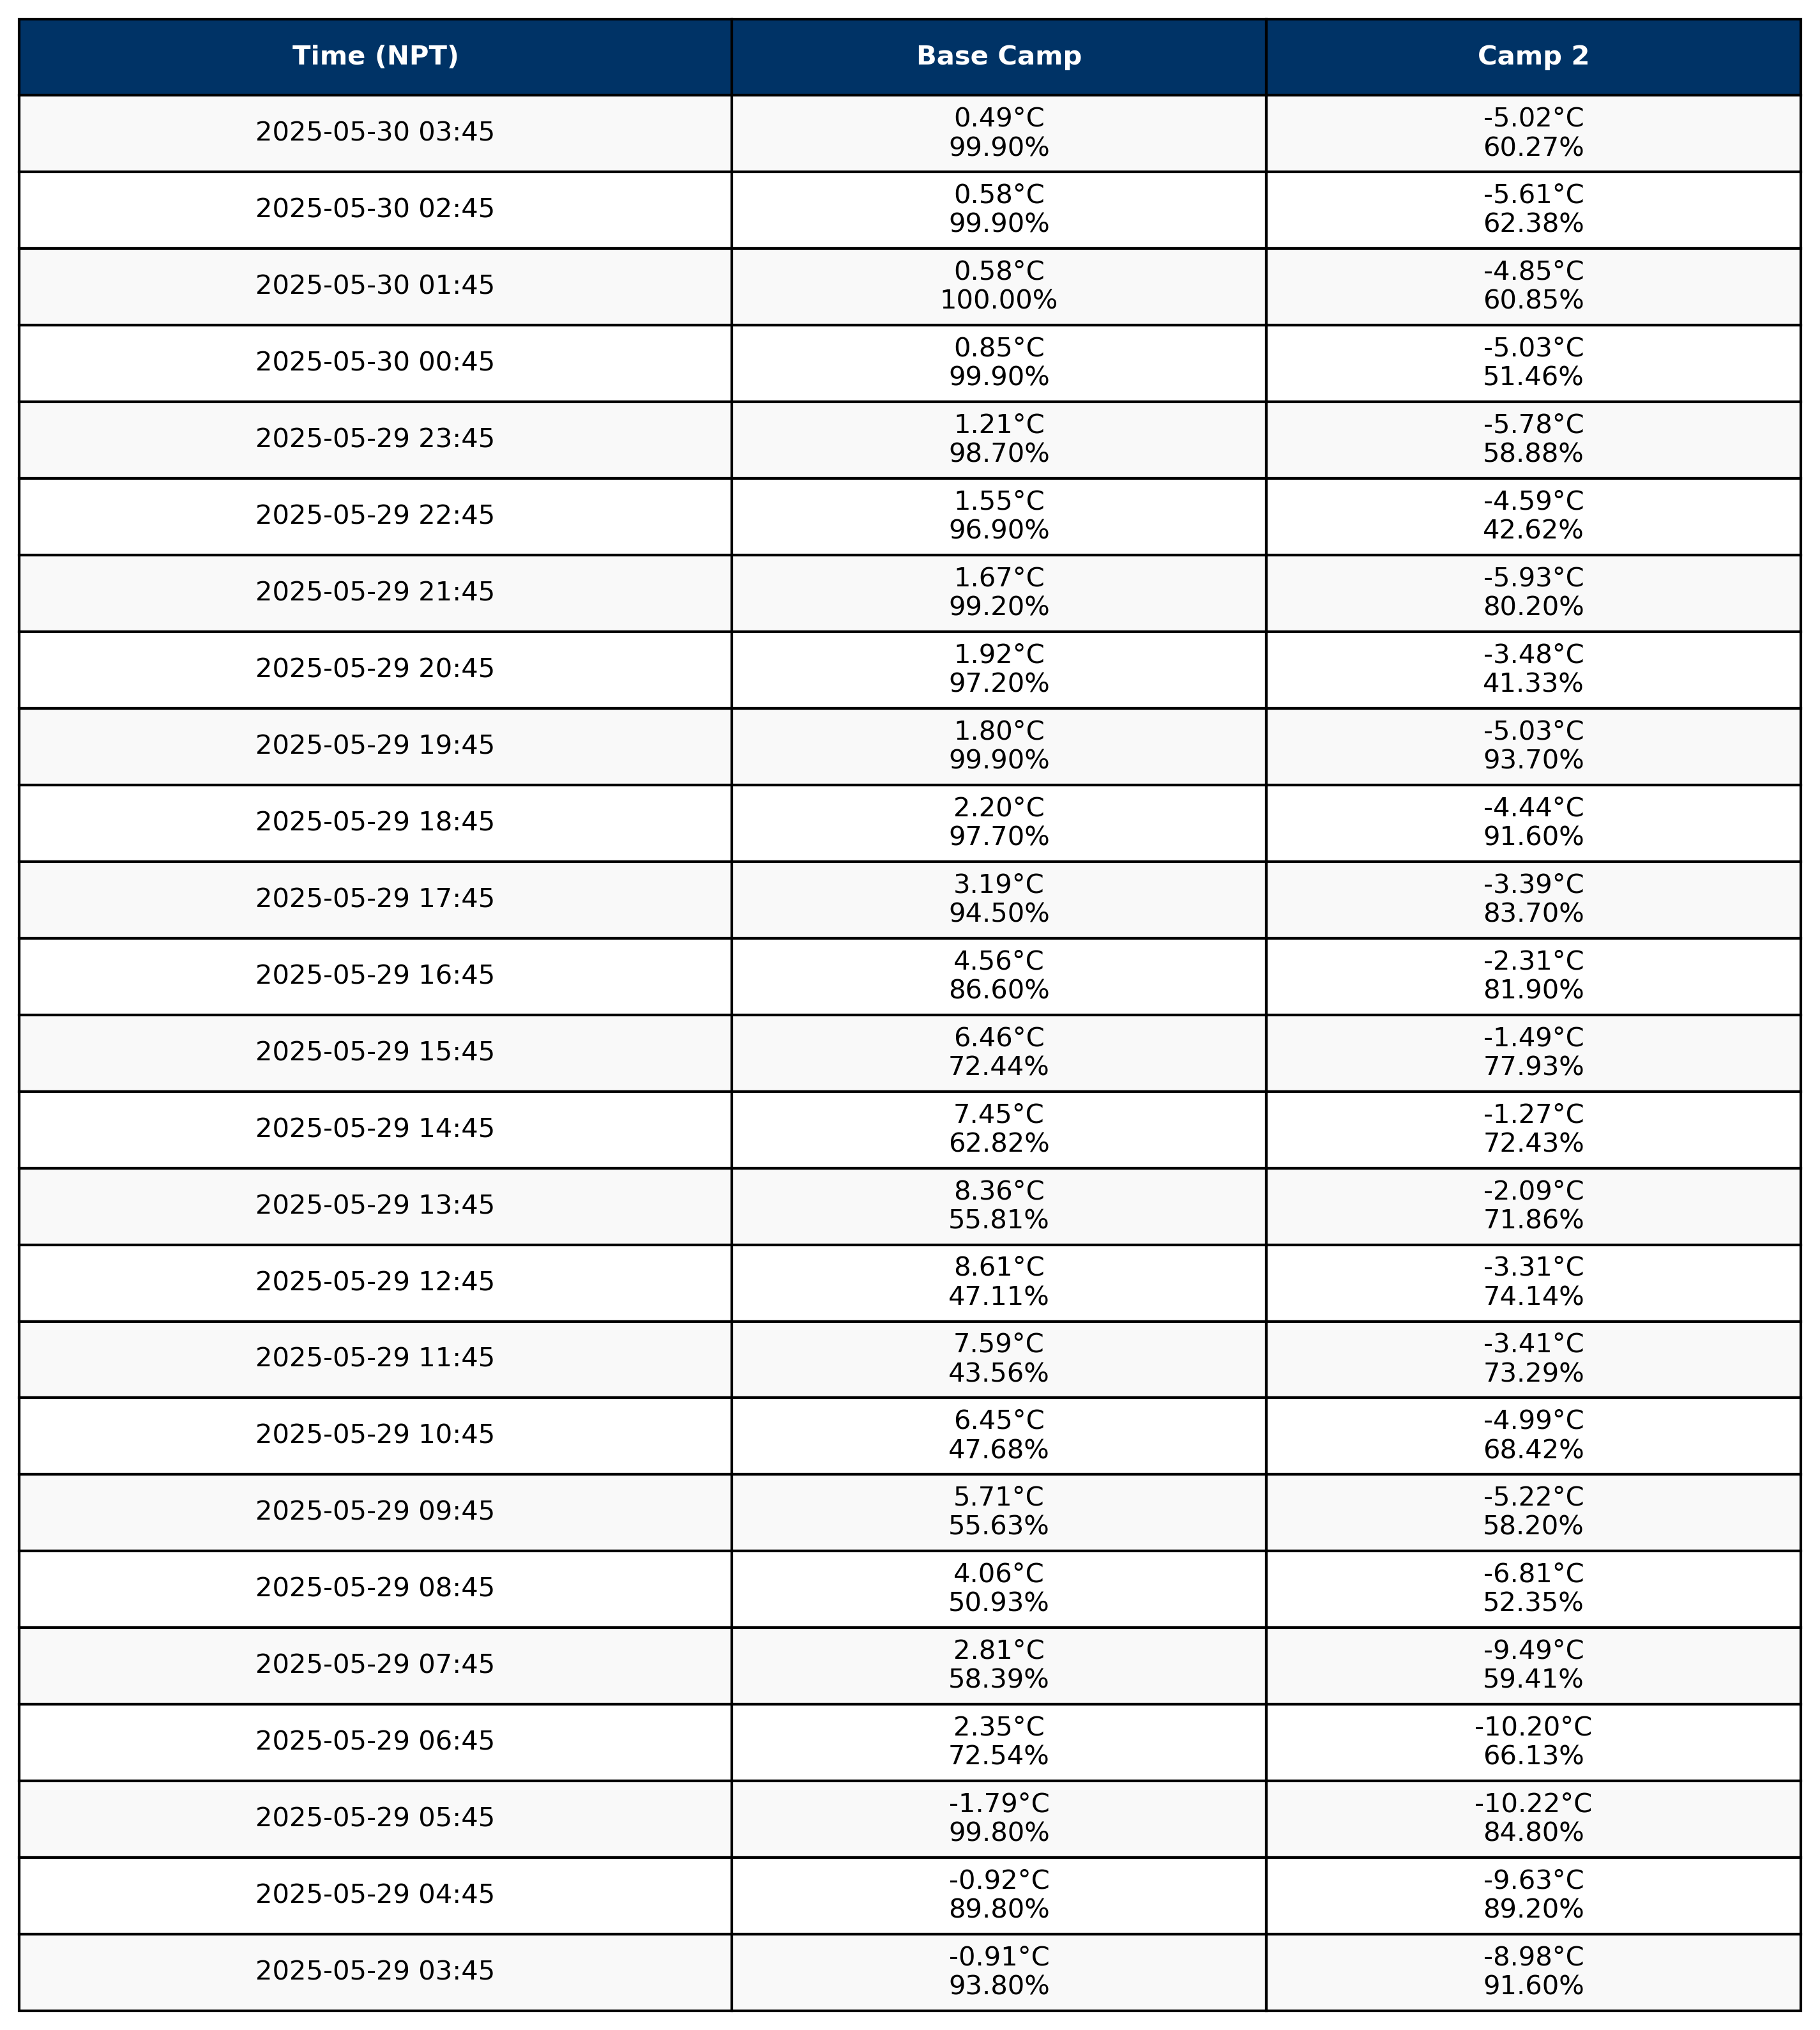 Time (NPT) Base Camp Camp 2
2025-05-30 03:45 0.49°C -5.02°C
99.90% 60.27%
2025-05-30 02:45 0.58°C -5.61°C
99.90% 62.38%
2025-05-30 01:45 0.58°C -4.85°C
100.00% 60.85%
2025-05-30 00:45 0.85°C -5.03°C
99.90% 51.46%
2025-05-29 23:45 1.21°C -5.78°C
98.70% 58.88%
2025-05-29 22:45 1.55°C -4.59°C
96.90% 42.62%
2025-05-29 21:45 1.67°C -5.93°C
99.20% 80.20%
2025-05-29 20:45 1.92°C -3.48°C
97.20% 41.33%
2025-05-29 19:45 1.80°C -5.03°C
99.90% 93.70%
2025-05-29 18:45 2.20°C -4.44°C
97.70% 91.60%
2025-05-29 17:45 3.19°C -3.39°C
94.50% 83.70%
2025-05-29 16:45 4.56°C -2.31°C
86.60% 81.90%
2025-05-29 15:45 6.46°C -1.49°C
72.44% 77.93%
2025-05-29 14:45 7.45°C -1.27°C
62.82% 72.43%
2025-05-29 13:45 8.36°C -2.09°C
55.81% 71.86%
2025-05-29 12:45 8.61°C -3.31°C
47.11% 74.14%
2025-05-29 11:45 7.59°C -3.41°C
43.56% 73.29%
2025-05-29 10:45 6.45°C -4.99°C
47.68% 68.42%
2025-05-29 09:45 5.71°C -5.22°C
55.63% 58.20%
2025-05-29 08:45 4.06°C -6.81°C
50.93% 52.35%
2025-05-29 07:45 2.81°C -9.49°C
58.39% 59.41%
2025-05-29 06:45 2.35°C -10.20°C
72.54% 66.13%
2025-05-29 05:45 -1.79°C -10.22°C
99.80% 84.80%
2025-05-29 04:45 -0.92°C -9.63°C
89.80% 89.20%
2025-05-29 03:45 -0.91°C -8.98°C
93.80% 91.60%